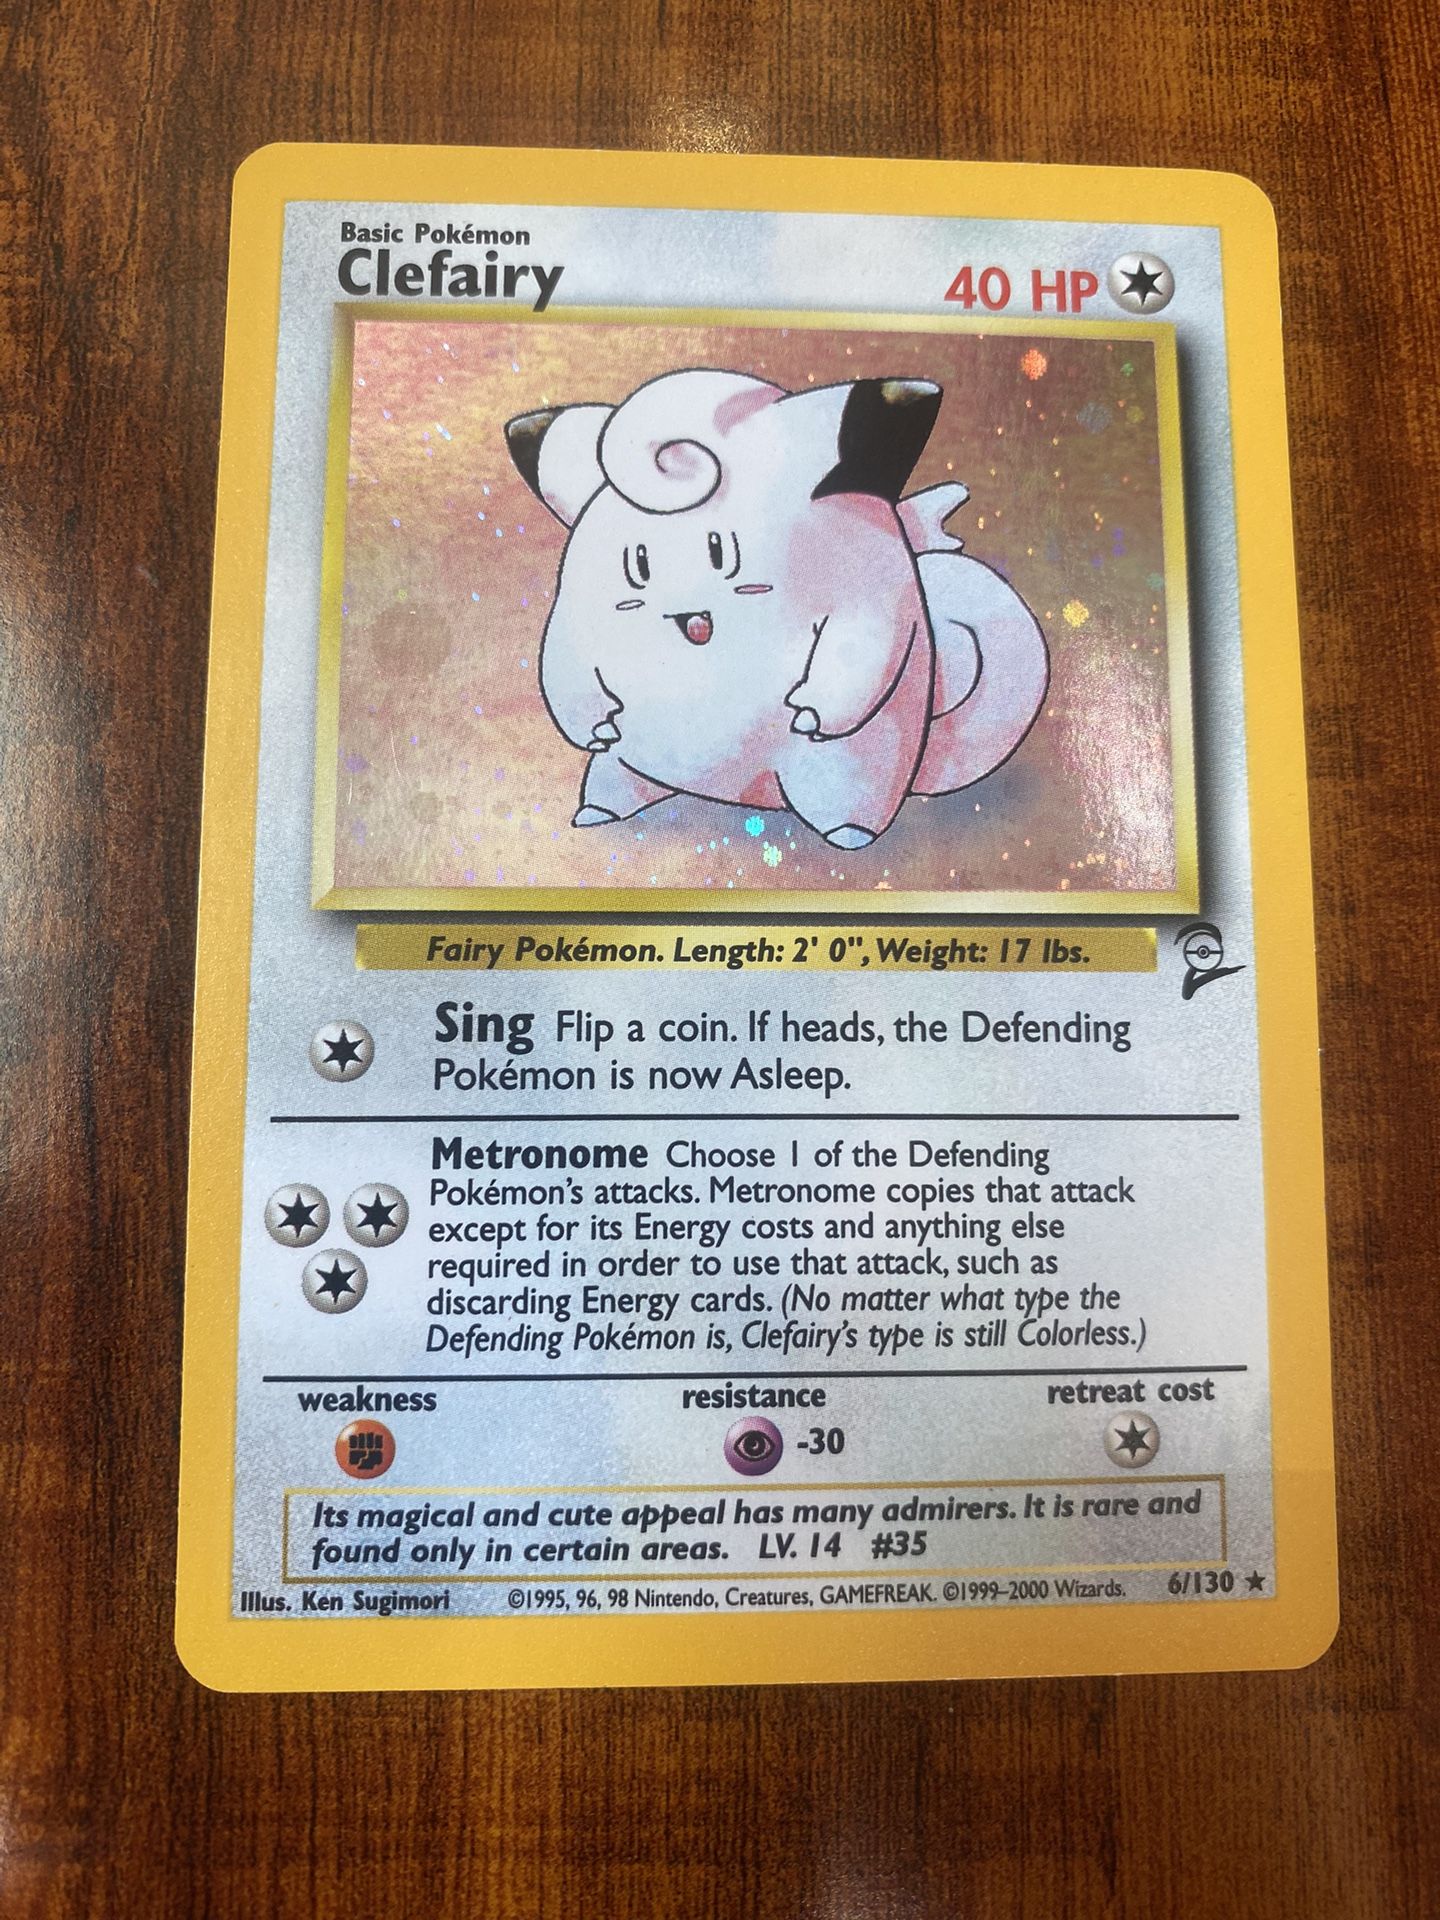 Basic Pokémon
Clefairy
40 HP
Fairy Pokémon. Length: 2' 0", Weight: 17 lbs.
Sing Flip a coin. If heads, the Defending
Pokémon is now Asleep.
Metronome Choose 1 of the Defending
Pokémon's attacks. Metronome copies that attack
except for its Energy costs and anything else
required in order to use that attack, such as
discarding Energy cards. (No matter what type the
Defending Pokémon is, Clefairy's type is still Colorless.)
weakness resistance retreat cost
-30
Its magical and cute appeal has many admirers. It is rare and
found only in certain areas. LV. 14 #35
Illus. Ken Sugimori ©1995, 96, 98 Nintendo, Creatures, GAMEFREAK. ©1999-2000 Wizards. 6/130 ★